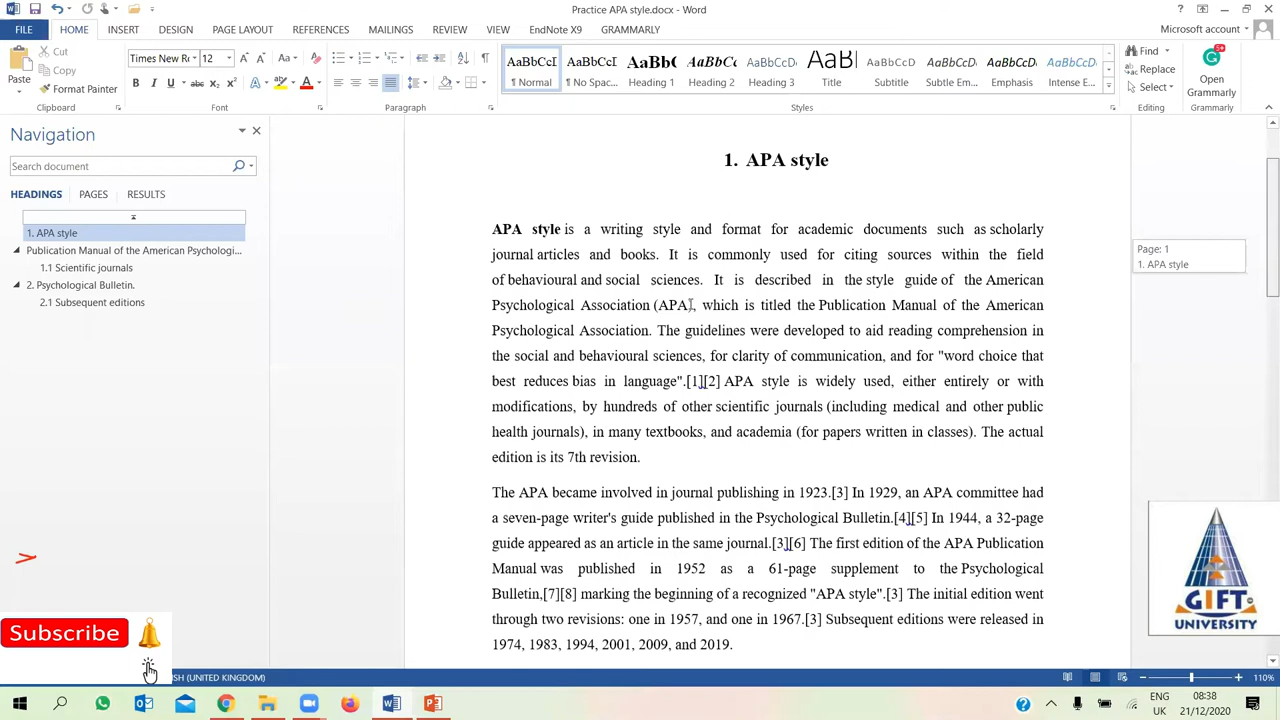 Practice APA style.docx - Word
FILE HOME INSERT DESIGN PAGE LAYOUT REFERENCES MAILINGS REVIEW VIEW EndNote X9 GRAMMARLY Microsoft account
Cut
Copy
Format Painter
Paste
Clipboard
Times New Ro 12
Font
Paragraph
AaBbCcI AaBbCcI AaBbC AaBbCc AaBbCcD AaBl AaBbCcD AaBbCcD AaBbCcD AaBbCcD
¶ Normal ¶ No Spac... Heading 1 Heading 2 Heading 3 Title Subtitle Subtle Em... Emphasis Intense E...
Styles
Find
Replace
Select
Editing
Open
Grammarly
Grammarly
Navigation
Search document
HEADINGS PAGES RESULTS
1. APA style
Publication Manual of the American Psychologi...
1.1 Scientific journals
2. Psychological Bulletin.
2.1 Subsequent editions
1. APA style
APA style is a writing style and format for academic documents such as scholarly
journal articles and books. It is commonly used for citing sources within the field
of behavioural and social sciences. It is described in the style guide of the American
Psychological Association (APA), which is titled the Publication Manual of the American
Psychological Association. The guidelines were developed to aid reading comprehension in
the social and behavioural sciences, for clarity of communication, and for "word choice that
best reduces bias in language".[1][2] APA style is widely used, either entirely or with
modifications, by hundreds of other scientific journals (including medical and other public
health journals), in many textbooks, and academia (for papers written in classes). The actual
edition is its 7th revision.
The APA became involved in journal publishing in 1923.[3] In 1929, an APA committee had
a seven-page writer's guide published in the Psychological Bulletin.[4][5] In 1944, a 32-page
guide appeared as an article in the same journal.[3][6] The first edition of the APA Publication
Manual was published in 1952 as a 61-page supplement to the Psychological
Bulletin,[7][8] marking the beginning of a recognized "APA style".[3] The initial edition went
through two revisions: one in 1957, and one in 1967.[3] Subsequent editions were released in
1974, 1983, 1994, 2001, 2009, and 2019.
Page: 1
1. APA style
GIFT
UNIVERSITY
Subscribe
SH (UNITED KINGDOM)
110%
ENG
UK
08:38
21/12/2020